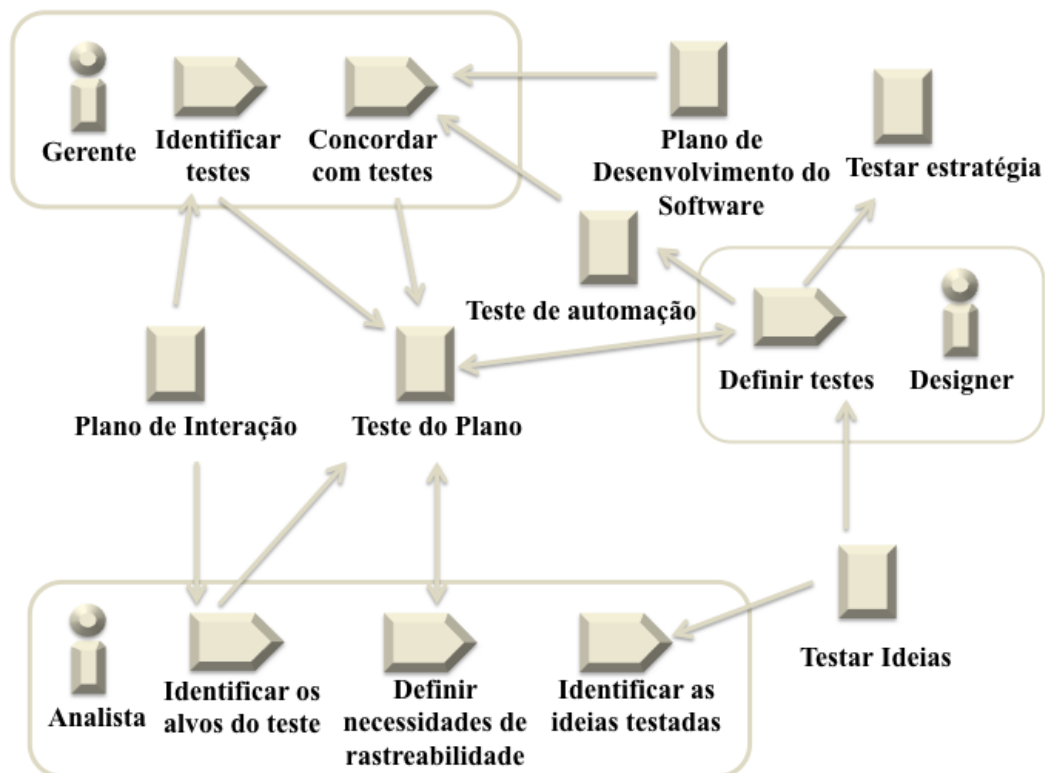 Gerente
Identificar
testes
Concordar
com testes
Plano de
Desenvolvimento do
Software
Testar estratégia
Teste de automação
Definir testes
Designer
Plano de Interação
Teste do Plano
Testar Ideias
Analista
Identificar os
alvos do teste
Definir
necessidades de
rastreabilidade
Identificar as
ideias testadas